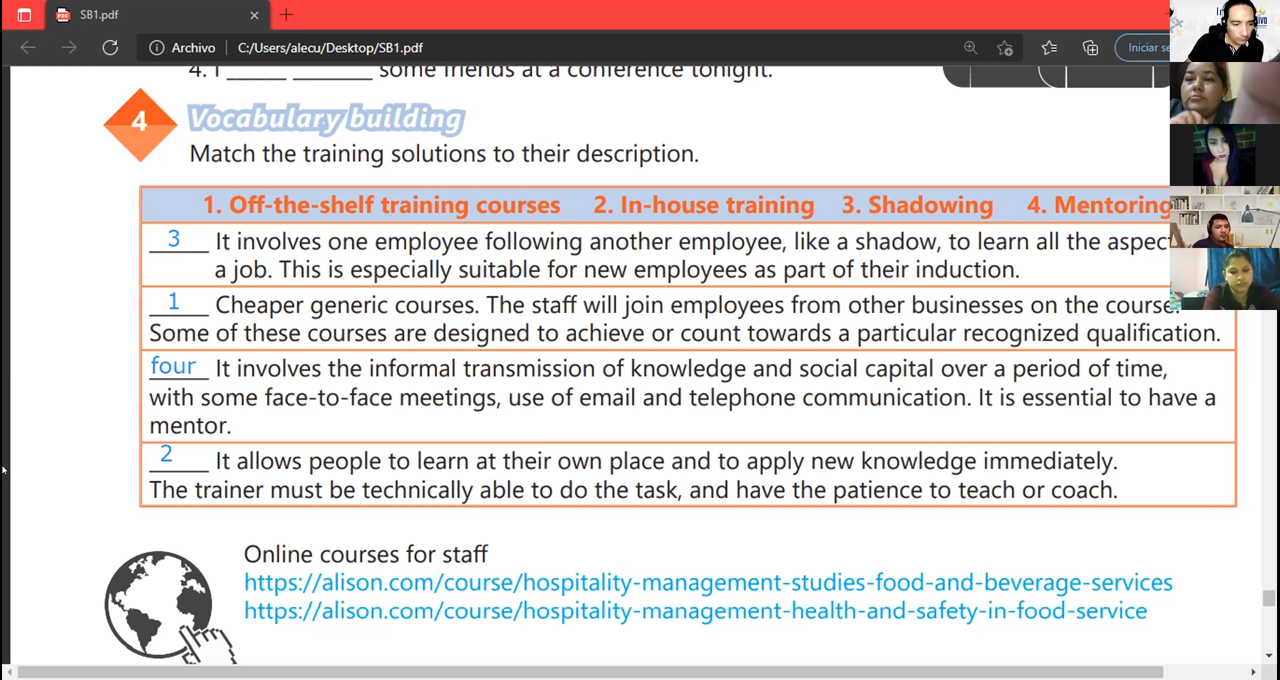 SB1.pdf
Archivo C:/Users/alecu/Desktop/SB1.pdf
Iniciar se
4. I ______ ________ some friends at a conference tonight.
4 Vocabulary building
Match the training solutions to their description.
1. Off-the-shelf training courses 2. In-house training 3. Shadowing 4. Mentoring
3 It involves one employee following another employee, like a shadow, to learn all the aspec
a job. This is especially suitable for new employees as part of their induction.
1 Cheaper generic courses. The staff will join employees from other businesses on the course.
Some of these courses are designed to achieve or count towards a particular recognized qualification.
four It involves the informal transmission of knowledge and social capital over a period of time,
with some face-to-face meetings, use of email and telephone communication. It is essential to have a
mentor.
2 It allows people to learn at their own place and to apply new knowledge immediately.
The trainer must be technically able to do the task, and have the patience to teach or coach.
Online courses for staff
https://alison.com/course/hospitality-management-studies-food-and-beverage-services
https://alison.com/course/hospitality-management-health-and-safety-in-food-service